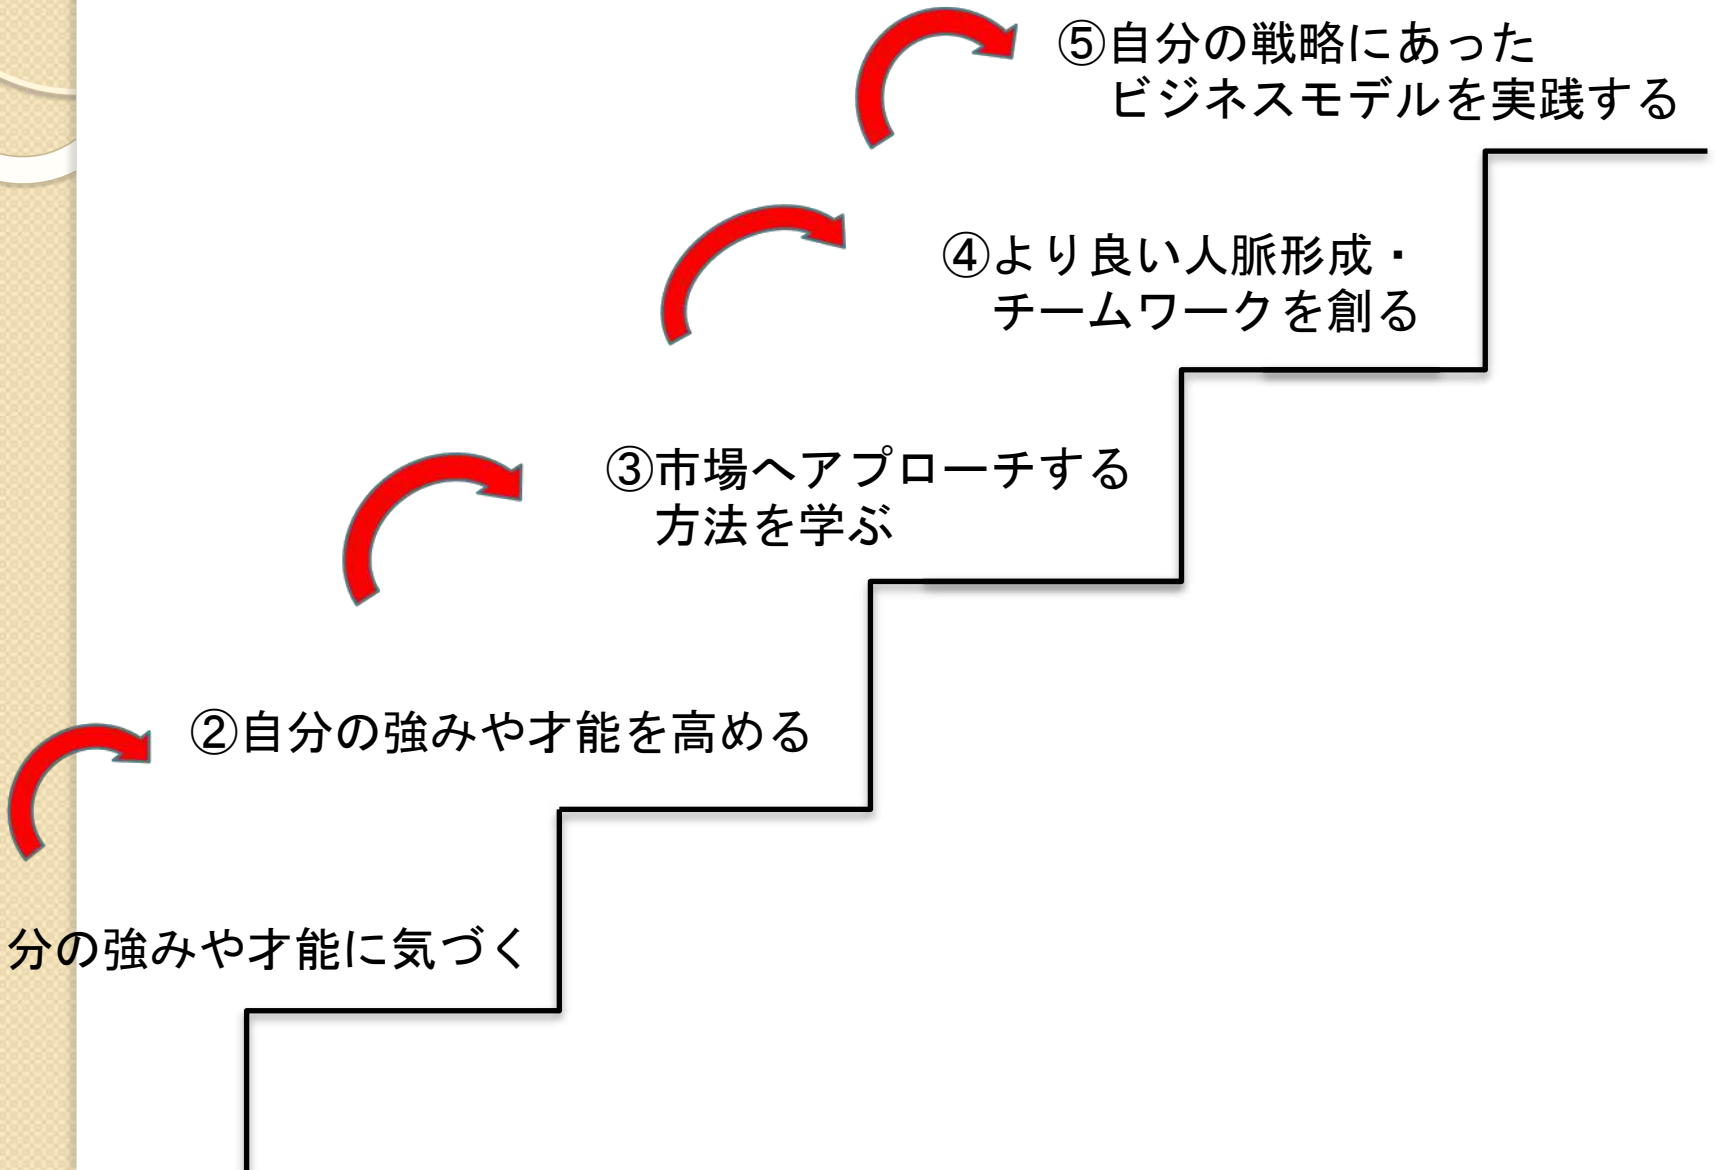 ⑤自分の戦略にあった
ビジネスモデルを実践する
④より良い人脈形成・
チームワークを創る
③市場へアプローチする
方法を学ぶ
②自分の強みや才能を高める
分の強みや才能に気づく